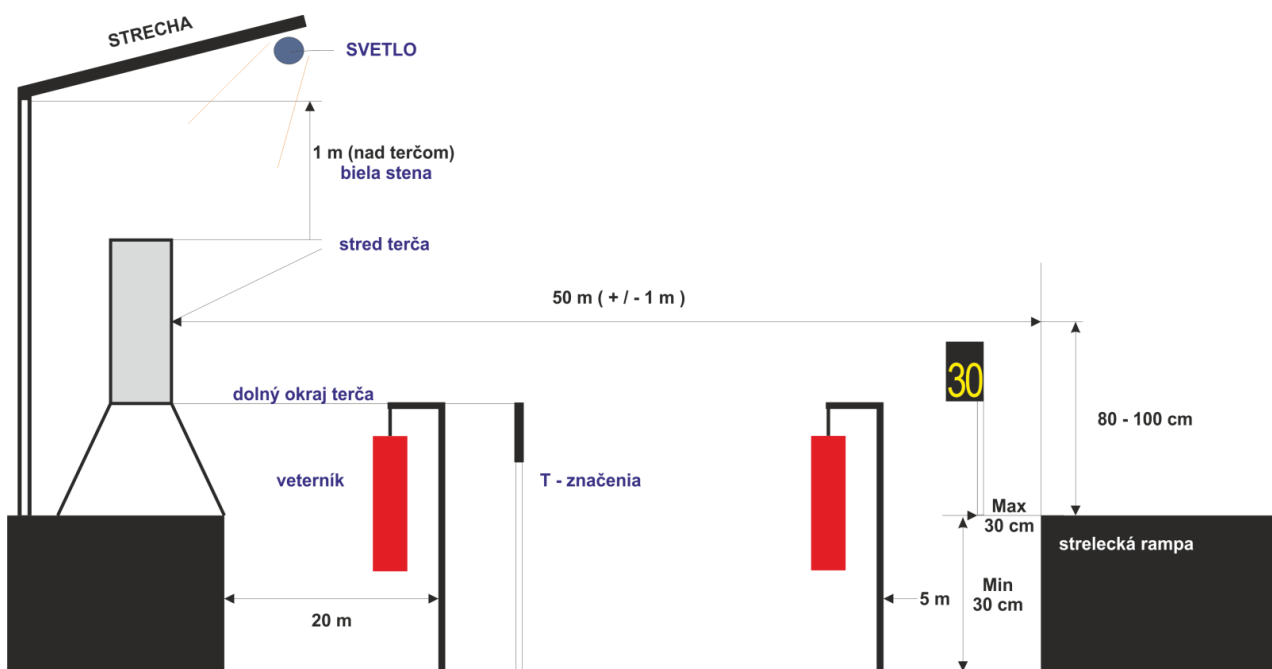 STRECHA
SVETLO
1 m (nad terčom)
biela stena
stred terča
50 m ( + / - 1 m )
30
dolný okraj terča
80 - 100 cm
veterník
T - značenia
Max
30 cm
strelecká rampa
Min
30 cm
5 m
20 m